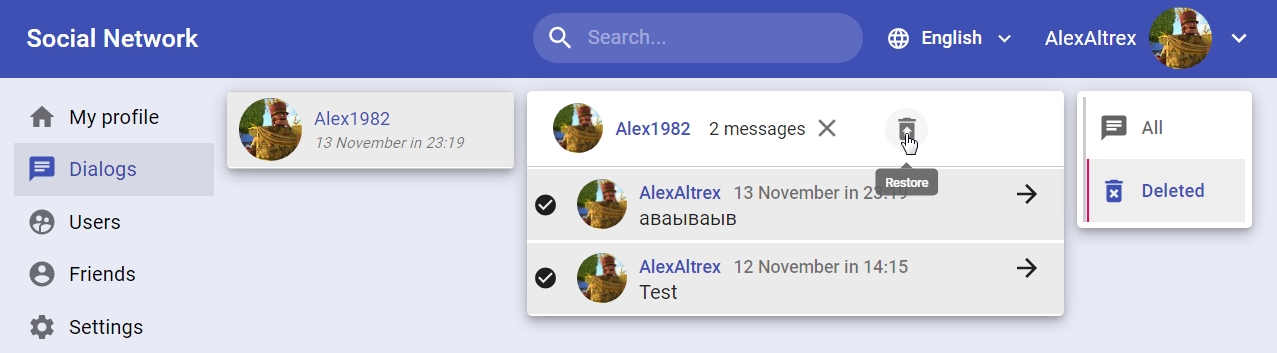 Social Network
Search...
English
AlexAltrex
My profile
Dialogs
Users
Friends
Settings
Alex1982
13 November in 23:19
Alex1982 2 messages
Restore
AlexAltrex 13 November in 23:19
аваываыв
AlexAltrex 12 November in 14:15
Test
All
Deleted